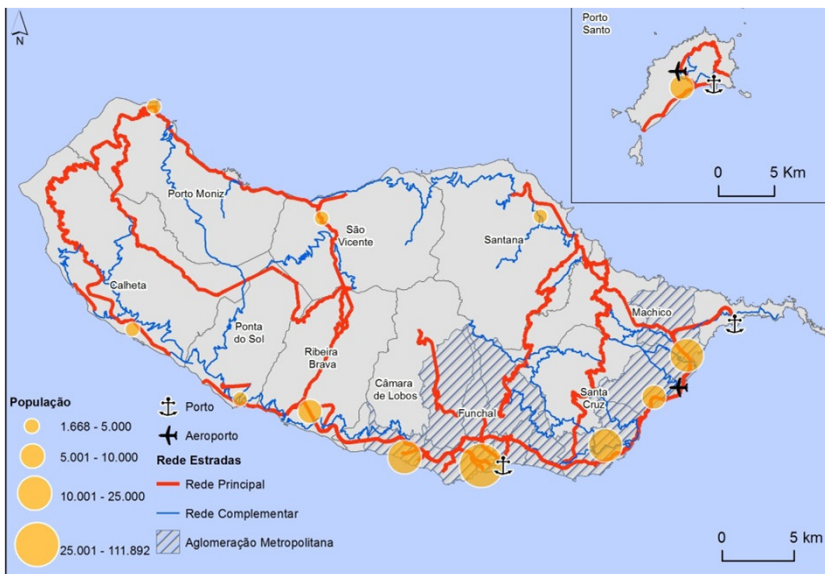 N
Porto
Santo
0 5 Km
Porto Moniz
São
Vicente
Santana
Calheta
Machico
Ponta
do Sol
Ribeira
Brava
Câmara
de Lobos
Santa
Cruz
Funchal
População
1.668 - 5.000
5.001 - 10.000
10.001 - 25.000
25.001 - 111.892
Porto
Aeroporto
Rede Estradas
Rede Principal
Rede Complementar
Aglomeração Metropolitana
0 5 km